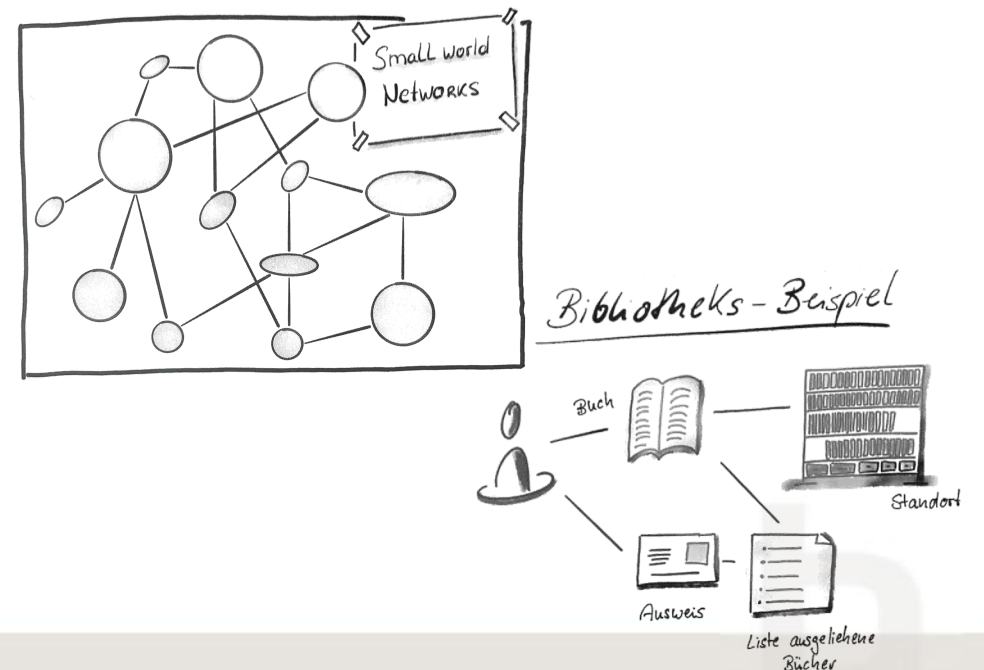 Small world
Networks
Bibliotheks - Beispiel
Buch
Standort
Ausweis
Liste ausgeliehene
Bücher